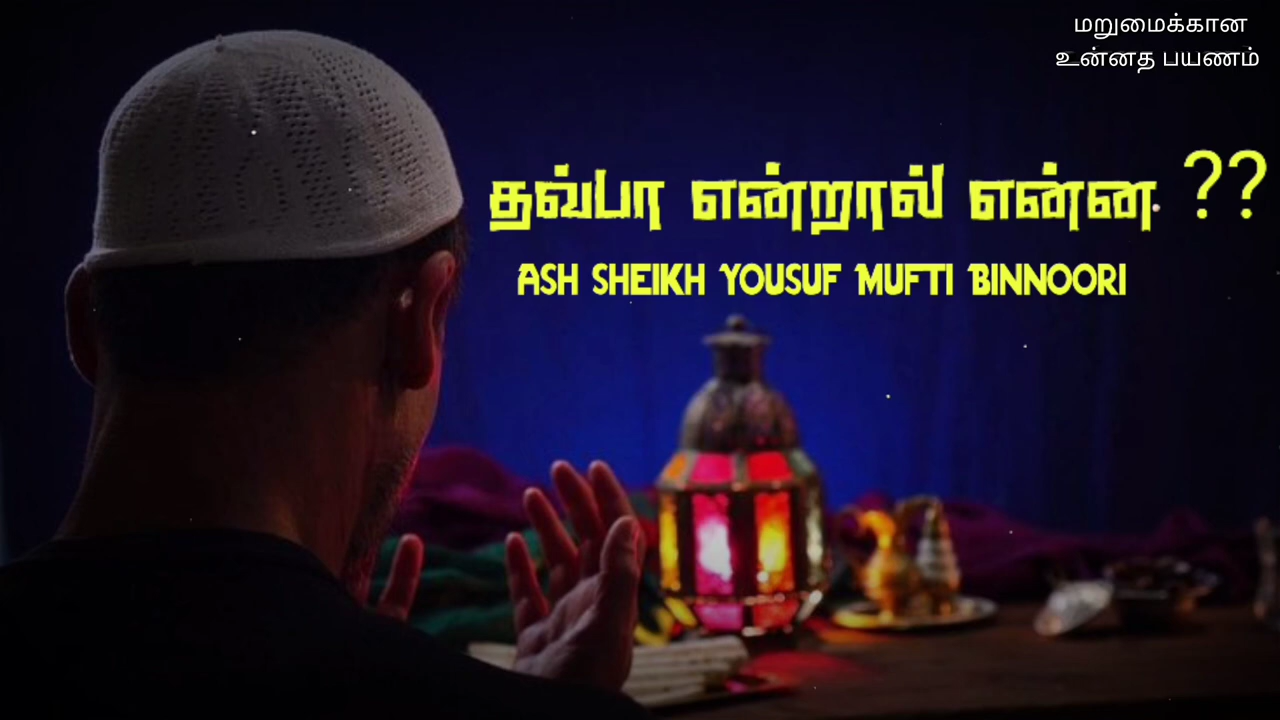 மறுமைக்கான
உன்னத பயணம்
தவ்பா என்றால் என்ன ??
ASH SHEIKH YOUSUF MUFTI BINNOORI